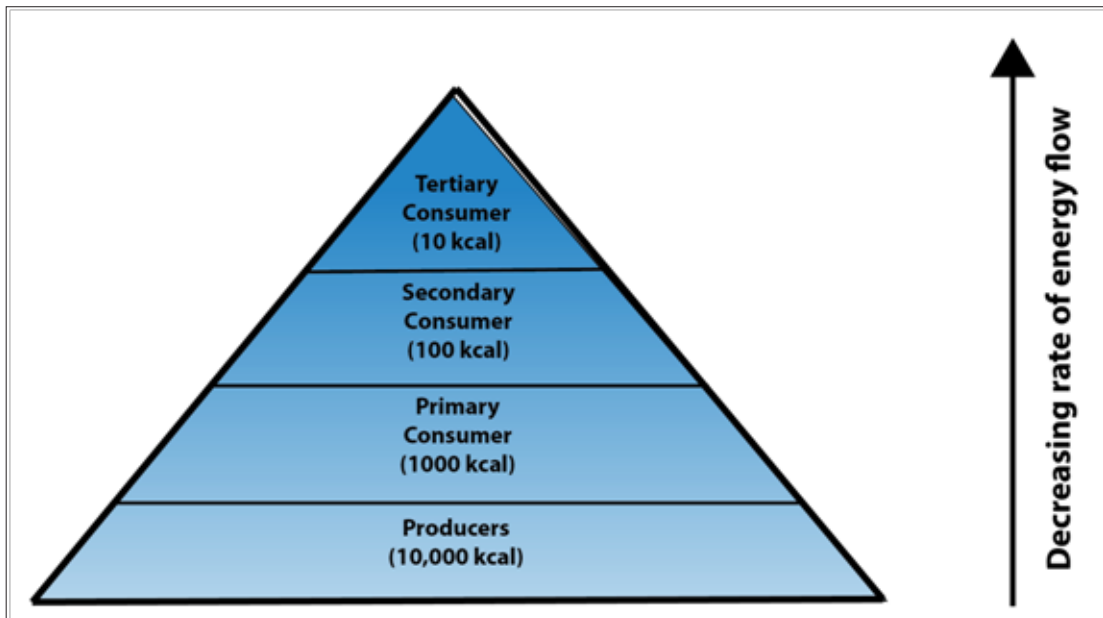 Tertiary
Consumer
(10 kcal)
Secondary
Consumer
(100 kcal)
Primary
Consumer
(1000 kcal)
Producers
(10,000 kcal)
Decreasing rate of energy flow